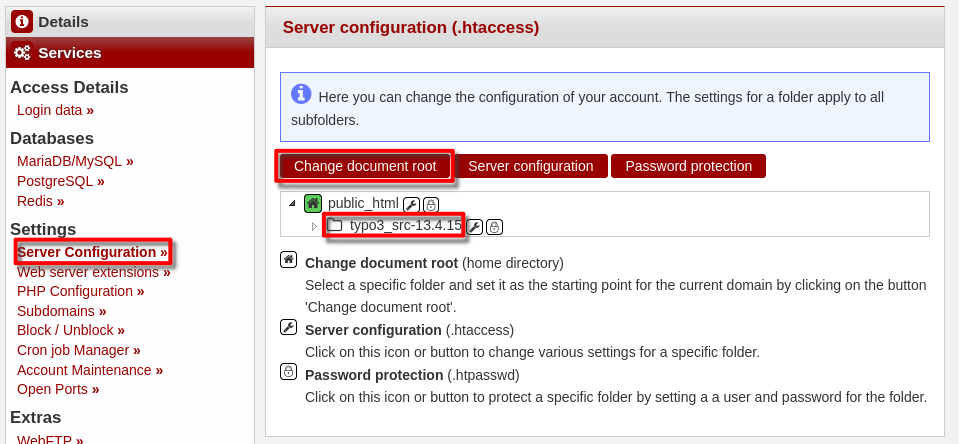 Details
Services
Access Details
Login data »
Databases
MariaDB/MySQL »
PostgreSQL »
Redis »
Settings
Server Configuration »
Web server extensions »
PHP Configuration »
Subdomains »
Block / Unblock »
Cron job Manager »
Account Maintenance »
Open Ports »
Extras
WebFTP »
Server configuration (.htaccess)
Here you can change the configuration of your account. The settings for a folder apply to all
subfolders.
Change document root Server configuration Password protection
public_html
typo3_src-13.4.15
Change document root (home directory)
Select a specific folder and set it as the starting point for the current domain by clicking on the button
'Change document root'.
Server configuration (.htaccess)
Click on this icon or button to change various settings for a specific folder.
Password protection (.htpasswd)
Click on this icon or button to protect a specific folder by setting a a user and password for the folder.